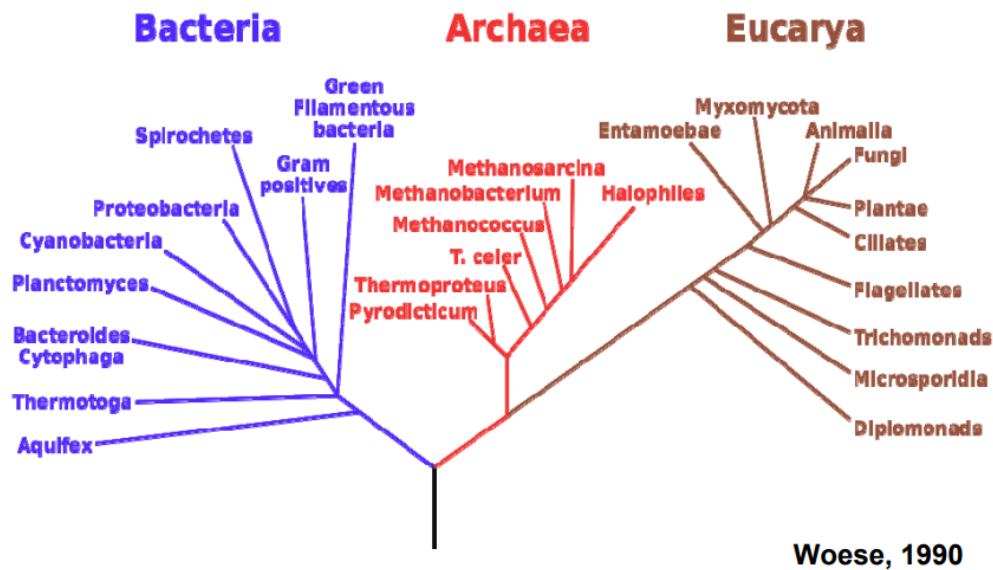 Bacteria
Archaea
Eucarya
Green
Filamentous
bacteria
Spirochetes
Gram
positives
Proteobacteria
Cyanobacteria
Planctomyces
Bacteroides
Cytophaga
Thermotoga
Aquifex
Methanosarcina
Methanobacterium
Halophiles
Methanococcus
T. celer
Thermoproteus
Pyrodicticum
Myxomycota
Entamoebae
Animalia
Fungi
Plantae
Ciliates
Flagellates
Trichomonads
Microsporidia
Diplomonads
Woese, 1990